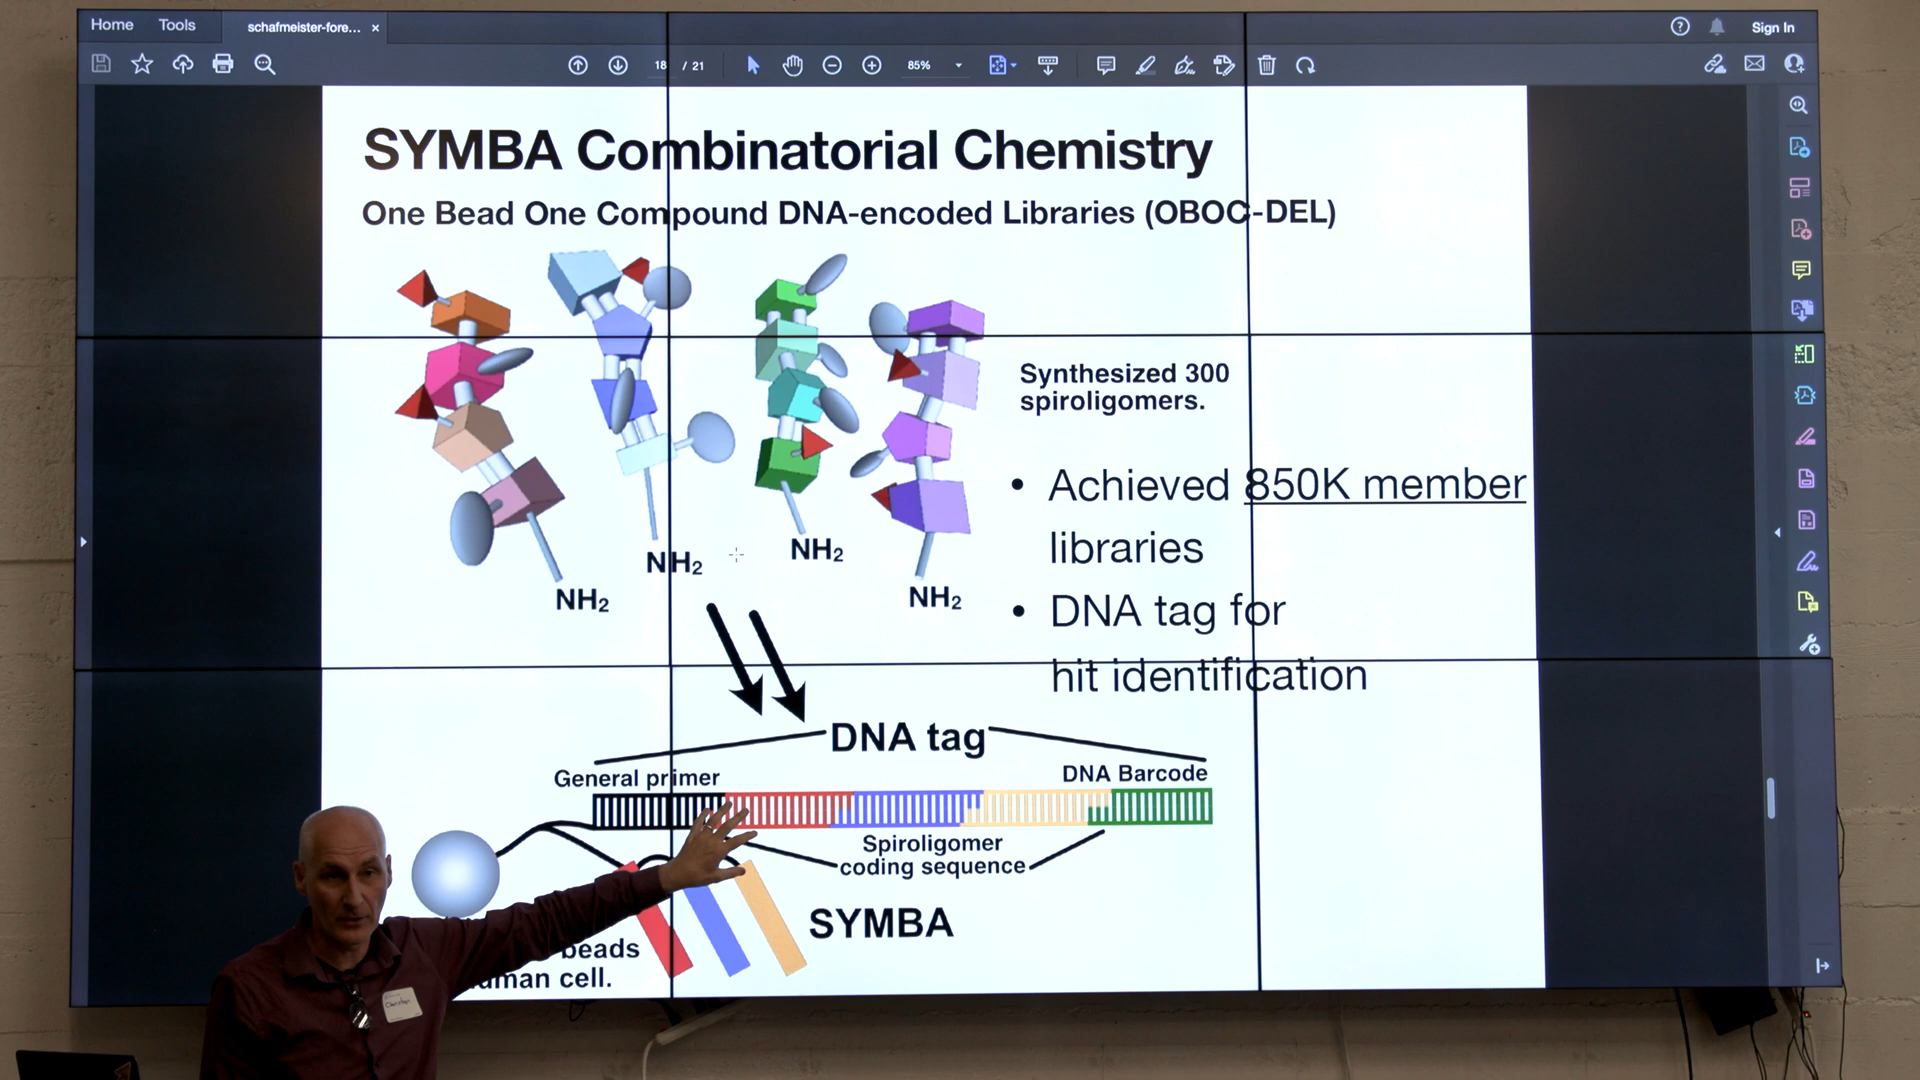 Home Tools schafmeister-fore... × Sign In
18 / 21 85%
SYMBA Combinatorial Chemistry
One Bead One Compound DNA-encoded Libraries (OBOC-DEL)
Synthesized 300
spiroligomers.
• Achieved 850K member
libraries
• DNA tag for
hit identification
NH2
NH2
NH2
NH2
DNA tag
General primer
DNA Barcode
Spiroligomer
coding sequence
SYMBA
beads
cell.